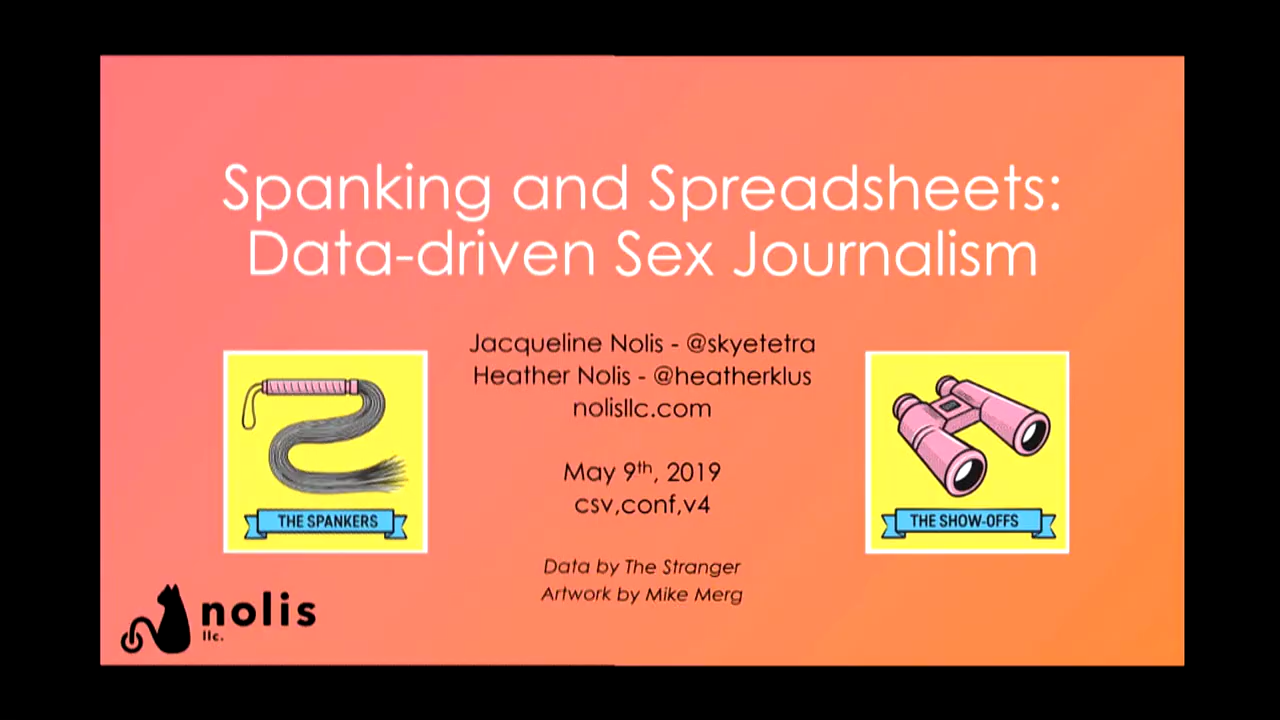 Spanking and Spreadsheets:
Data-driven Sex Journalism
Jacqueline Nolis - @skyetetra
Heather Nolis - @heatherklus
nolisllc.com
May 9th, 2019
csv,conf,v4
THE SPANKERS
THE SHOW-OFFS
Data by The Stranger
Artwork by Mike Merg
nolis
llc.